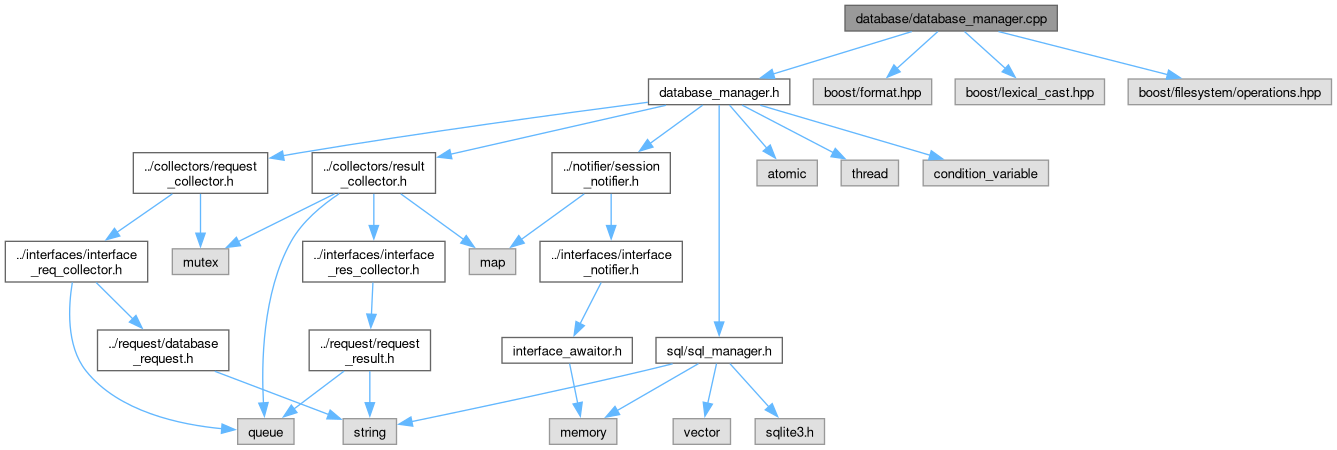 database/database_manager.cpp
database_manager.h
boost/format.hpp
boost/lexical_cast.hpp
boost/filesystem/operations.hpp
../collectors/request
_collector.h
../collectors/result
_collector.h
../notifier/session
_notifier.h
atomic
thread
condition_variable
../interfaces/interface
_req_collector.h
mutex
../interfaces/interface
_res_collector.h
map
../interfaces/interface
_notifier.h
../request/database
_request.h
../request/request
_result.h
interface_awaitor.h
sql/sql_manager.h
queue
string
memory
vector
sqlite3.h